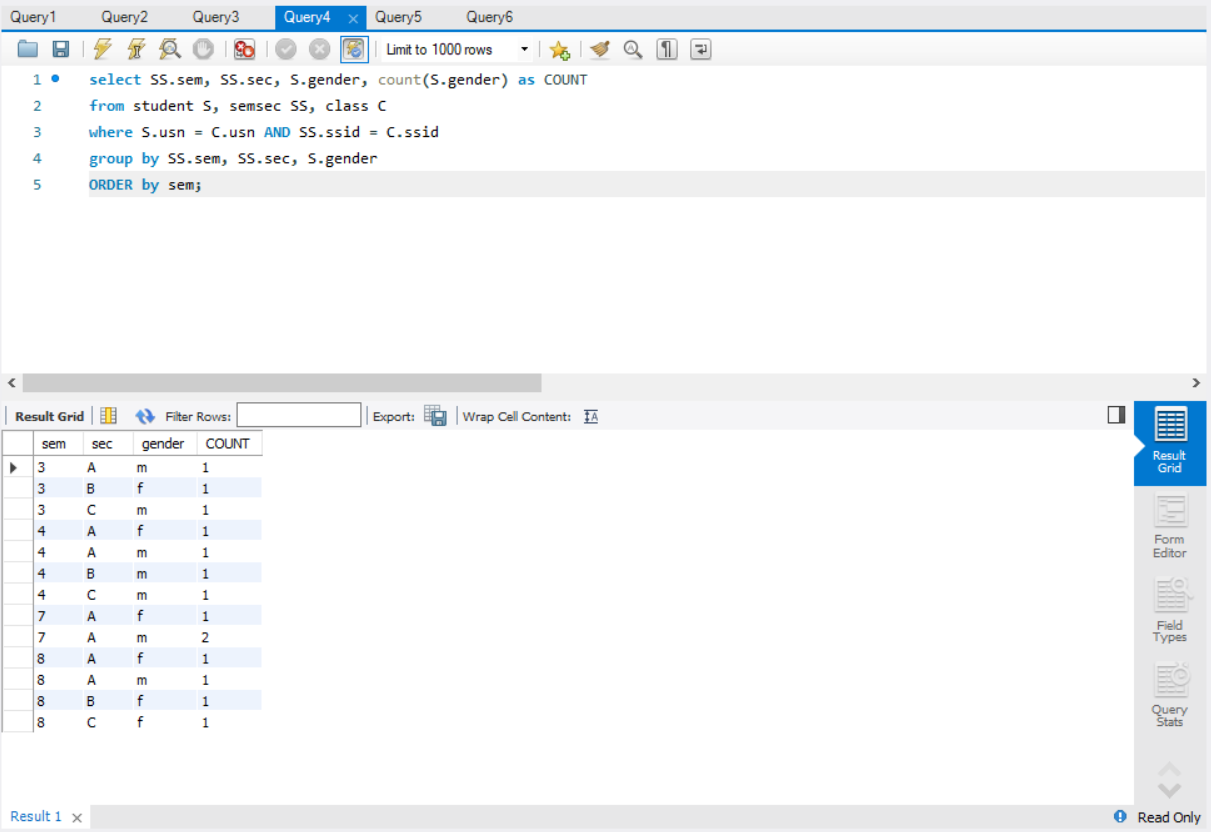 Query1 Query2 Query3 Query4 Query5 Query6
Limit to 1000 rows
1 select SS.sem, SS.sec, S.gender, count(S.gender) as COUNT
2 from student S, semsec SS, class C
3 where S.usn = C.usn AND SS.ssid = C.ssid
4 group by SS.sem, SS.sec, S.gender
5 ORDER by sem;
Result Grid Filter Rows: Export: Wrap Cell Content:
sem sec gender COUNT
3 A m 1
3 B f 1
3 C m 1
4 A f 1
4 A m 1
4 B m 1
4 C m 1
7 A f 1
7 A m 2
8 A f 1
8 A m 1
8 B f 1
8 C f 1
Result
Grid
Form
Editor
Field
Types
Query
Stats
Result 1 Read Only